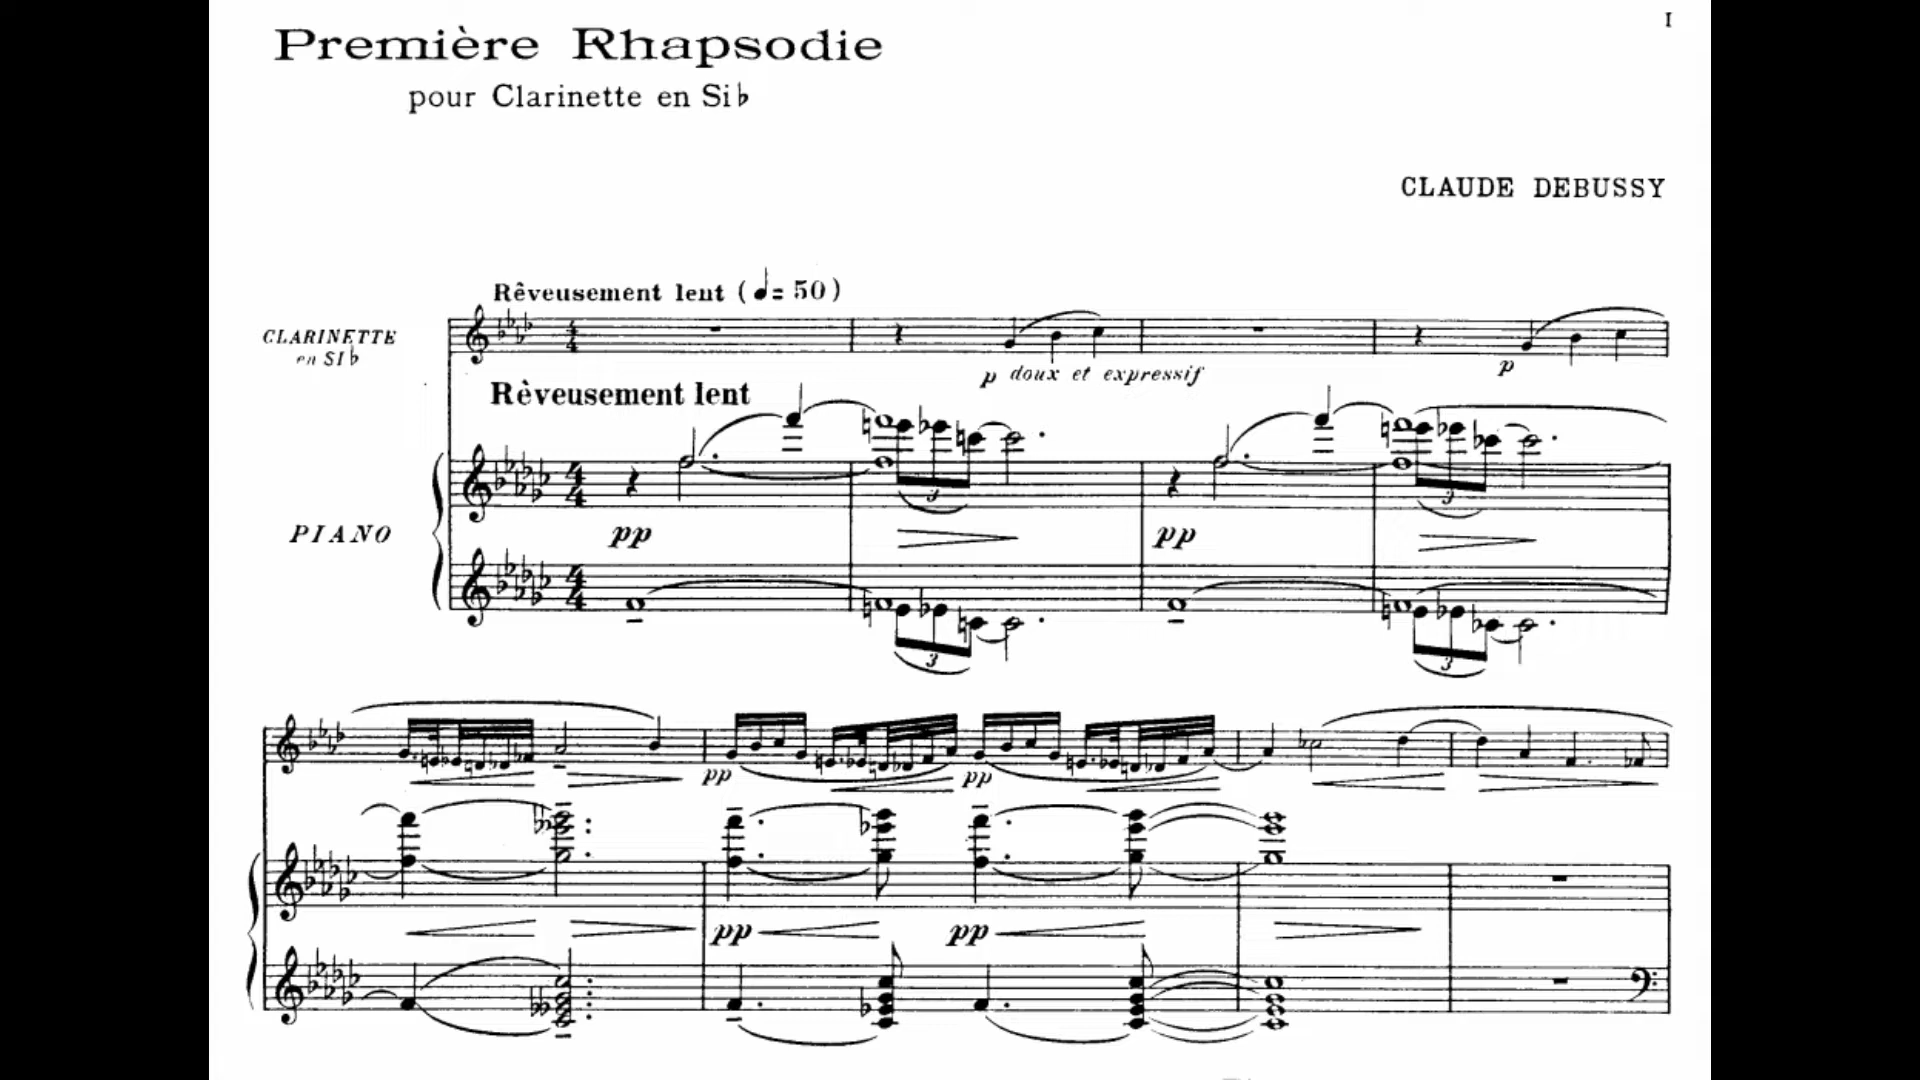 I
Première Rhapsodie
pour Clarinette en Si♭
CLAUDE DEBUSSY
Rêveusement lent (♩= 50)
CLARINETTE
en SI♭
p doux et expressif
p
Rêveusement lent
PIANO
pp
pp
3
3
3
3
pp
pp
pp
pp